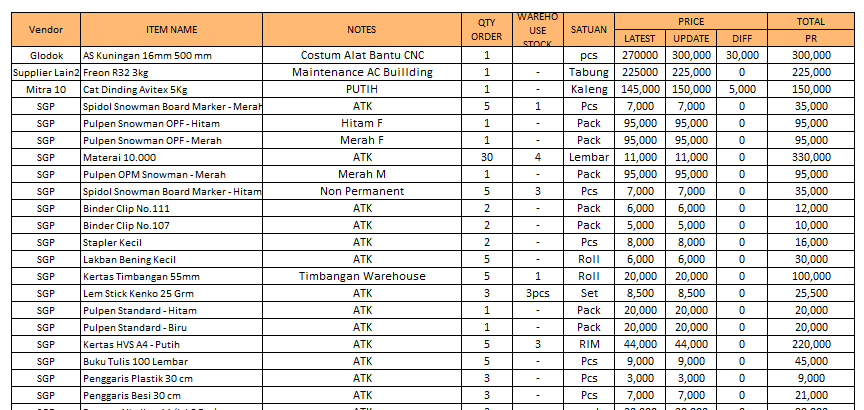 Vendor ITEM NAME NOTES QTY ORDER WAREHO USE STOCK SATUAN PRICE TOTAL
LATEST UPDATE DIFF PR
Glodok AS Kuningan 16mm 500 mm Costum Alat Bantu CNC 1 pcs 270000 300,000 30,000 300,000
Supplier Lain2 Freon R32 3kg Maintenance AC Buillding 1 - Tabung 225000 225,000 0 225,000
Mitra 10 Cat Dinding Avitex 5Kg PUTIH 1 - Kaleng 145,000 150,000 5,000 150,000
SGP Spidol Snowman Board Marker - Merah ATK 5 1 Pcs 7,000 7,000 0 35,000
SGP Pulpen Snowman OPF - Hitam Hitam F 1 - Pack 95,000 95,000 0 95,000
SGP Pulpen Snowman OPF - Merah Merah F 1 - Pack 95,000 95,000 0 95,000
SGP Materai 10.000 ATK 30 4 Lembar 11,000 11,000 0 330,000
SGP Pulpen OPM Snowman - Merah Merah M 1 - Pack 95,000 95,000 0 95,000
SGP Spidol Snowman Board Marker - Hitam Non Permanent 5 3 Pcs 7,000 7,000 0 35,000
SGP Binder Clip No.111 ATK 2 - Pack 6,000 6,000 0 12,000
SGP Binder Clip No.107 ATK 2 - Pack 5,000 5,000 0 10,000
SGP Stapler Kecil ATK 2 - Pcs 8,000 8,000 0 16,000
SGP Lakban Bening Kecil ATK 5 - Roll 6,000 6,000 0 30,000
SGP Kertas Timbangan 55mm Timbangan Warehouse 5 1 Roll 20,000 20,000 0 100,000
SGP Lem Stick Kenko 25 Grm ATK 3 3pcs Set 8,500 8,500 0 25,500
SGP Pulpen Standard - Hitam ATK 1 - Pack 20,000 20,000 0 20,000
SGP Pulpen Standard - Biru ATK 1 - Pack 20,000 20,000 0 20,000
SGP Kertas HVS A4 - Putih ATK 5 3 RIM 44,000 44,000 0 220,000
SGP Buku Tulis 100 Lembar ATK 5 - Pcs 9,000 9,000 0 45,000
SGP Penggaris Plastik 30 cm ATK 3 - Pcs 3,000 3,000 0 9,000
SGP Penggaris Besi 30 cm ATK 3 - Pcs 7,000 7,000 0 21,000